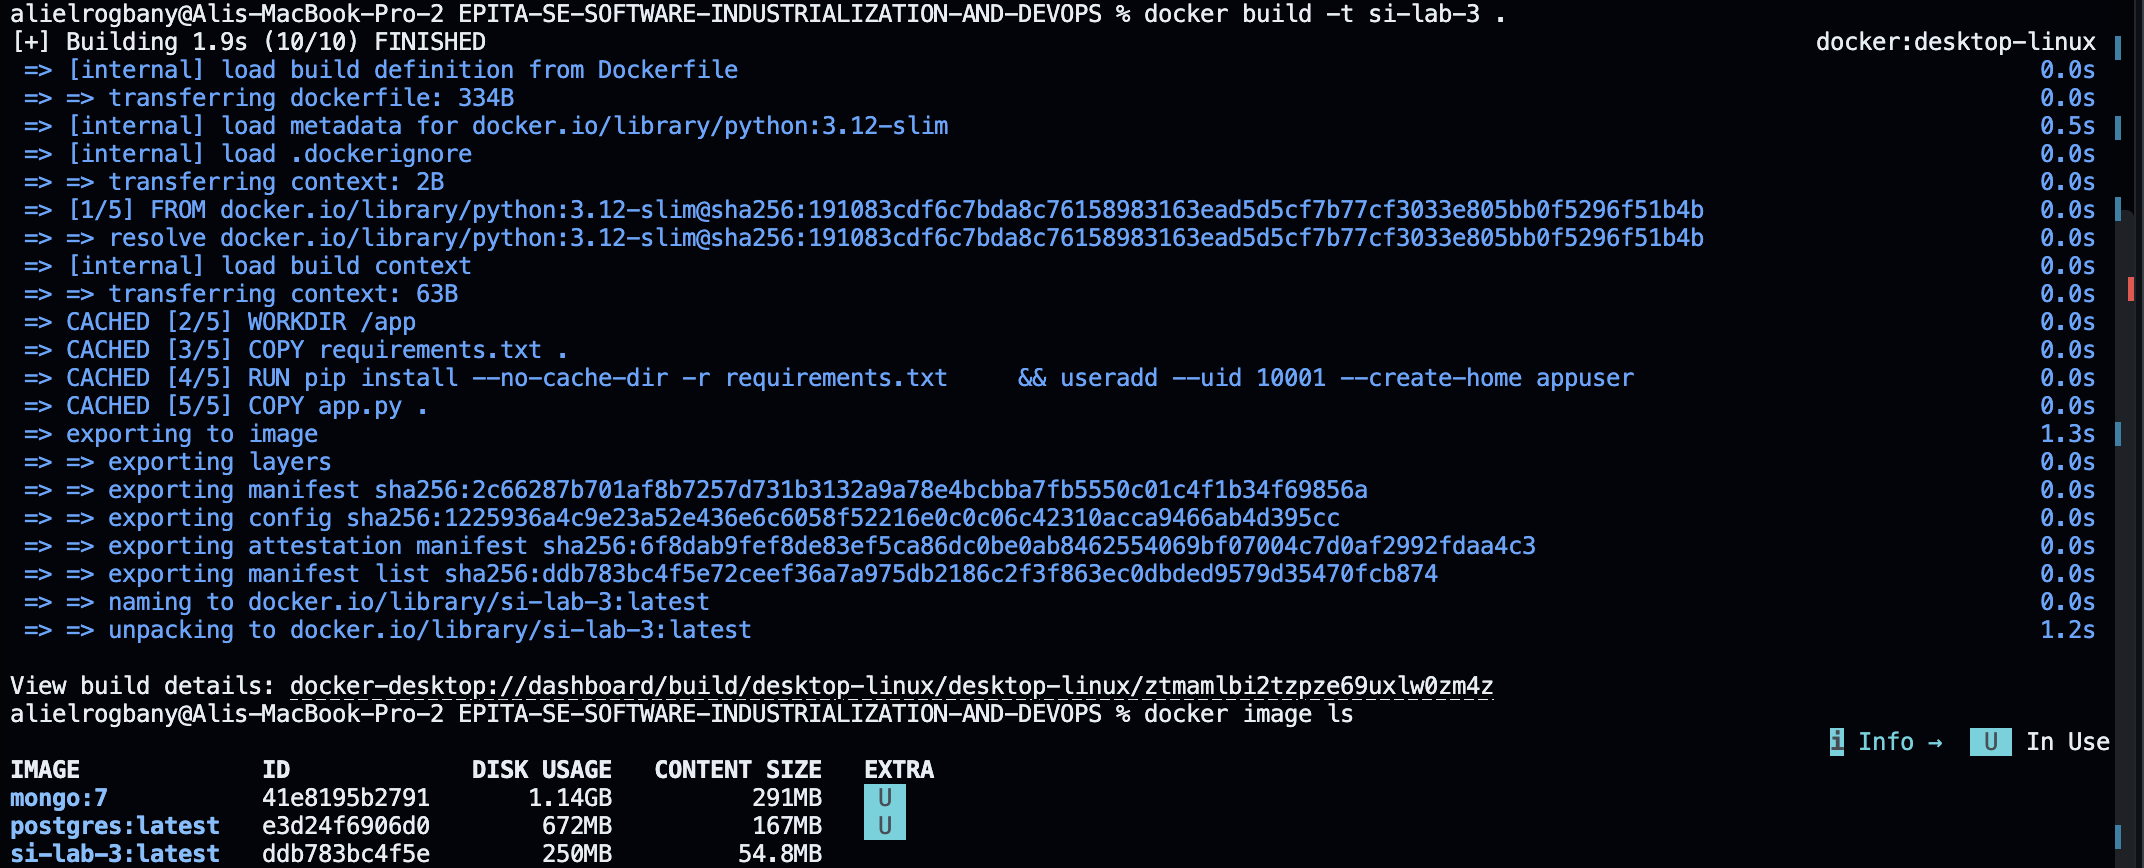 alielrogbany@Alis-MacBook-Pro-2 EPITA-SE-SOFTWARE-INDUSTRIALIZATION-AND-DEVOPS % docker build -t si-lab-3 .
[+] Building 1.9s (10/10) FINISHED docker:desktop-linux
=> [internal] load build definition from Dockerfile 0.0s
=> => transferring dockerfile: 334B 0.0s
=> [internal] load metadata for docker.io/library/python:3.12-slim 0.5s
=> [internal] load .dockerignore 0.0s
=> => transferring context: 2B 0.0s
=> [1/5] FROM docker.io/library/python:3.12-slim@sha256:191083cdf6c7bda8c76158983163ead5d5cf7b77cf3033e805bb0f5296f51b4b 0.0s
=> => resolve docker.io/library/python:3.12-slim@sha256:191083cdf6c7bda8c76158983163ead5d5cf7b77cf3033e805bb0f5296f51b4b 0.0s
=> [internal] load build context 0.0s
=> => transferring context: 63B 0.0s
=> CACHED [2/5] WORKDIR /app 0.0s
=> CACHED [3/5] COPY requirements.txt . 0.0s
=> CACHED [4/5] RUN pip install --no-cache-dir -r requirements.txt && useradd --uid 10001 --create-home appuser 0.0s
=> CACHED [5/5] COPY app.py . 0.0s
=> exporting to image 1.3s
=> => exporting layers 0.0s
=> => exporting manifest sha256:2c66287b701af8b7257d731b3132a9a78e4bcbba7fb5550c01c4f1b34f69856a 0.0s
=> => exporting config sha256:1225936a4c9e23a52e436e6c6058f52216e0c0c06c42310acca9466ab4d395cc 0.0s
=> => exporting attestation manifest sha256:6f8dab9fef8de83ef5ca86dc0be0ab8462554069bf07004c7d0af2992fdaa4c3 0.0s
=> => exporting manifest list sha256:ddb783bc4f5e72ceef36a7a975db2186c2f3f863ec0dbded9579d35470fcb874 0.0s
=> => naming to docker.io/library/si-lab-3:latest 0.0s
=> => unpacking to docker.io/library/si-lab-3:latest 1.2s
View build details: docker-desktop://dashboard/build/desktop-linux/desktop-linux/ztmamlbi2tzpze69uxlw0zm4z
alielrogbany@Alis-MacBook-Pro-2 EPITA-SE-SOFTWARE-INDUSTRIALIZATION-AND-DEVOPS % docker image ls
i Info → U In Use
IMAGE ID DISK USAGE CONTENT SIZE EXTRA
mongo:7 41e8195b2791 1.14GB 291MB U
postgres:latest e3d24f6906d0 672MB 167MB U
si-lab-3:latest ddb783bc4f5e 250MB 54.8MB